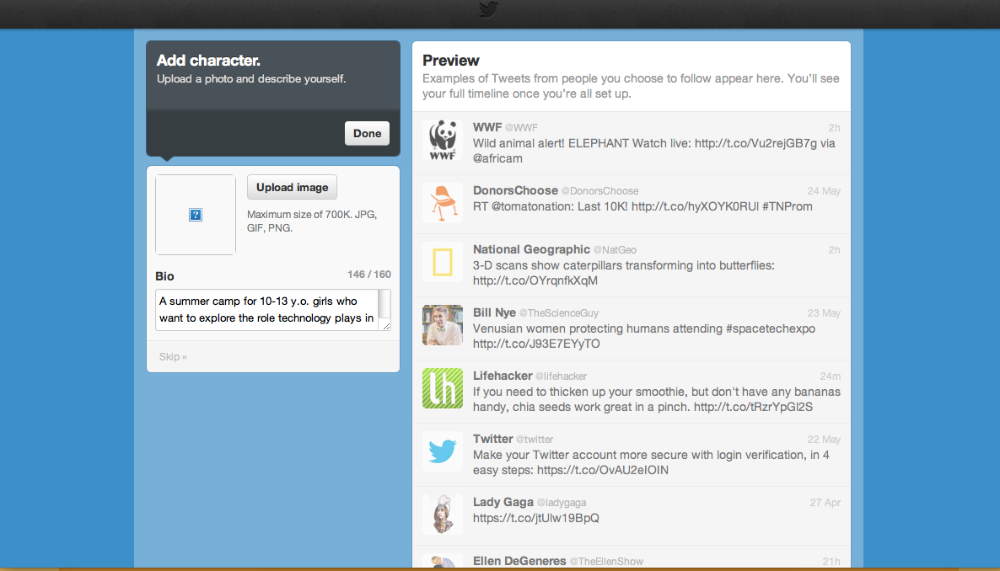 Add character.
Upload a photo and describe yourself.
Done
Upload image
Maximum size of 700K. JPG,
GIF, PNG.
Bio
146 / 160
A summer camp for 10-13 y.o. girls who
want to explore the role technology plays in
Skip »
Preview
Examples of Tweets from people you choose to follow appear here. You'll see
your full timeline once you're all set up.
WWF @WWF 2h
Wild animal alert! ELEPHANT Watch live: http://t.co/Vu2rejGB7g via
@africam
WWF
DonorsChoose @DonorsChoose 24 May
RT @tomatonation: Last 10K! http://t.co/hyXOYK0RUl #TNProm
National Geographic @NatGeo 2h
3-D scans show caterpillars transforming into butterflies:
http://t.co/OYrqnfkXqM
Bill Nye @TheScienceGuy 23 May
Venusian women protecting humans attending #spacetechexpo
http://t.co/J93E7EYyTO
Lifehacker @lifehacker 24m
If you need to thicken up your smoothie, but don't have any bananas
handy, chia seeds work great in a pinch. http://t.co/tRzrYpGl2S
lh
Twitter @twitter 22 May
Make your Twitter account more secure with login verification, in 4
easy steps: https://t.co/OvAU2eIOIN
Lady Gaga @ladygaga 27 Apr
https://t.co/jtUlw19BpQ
Ellen DeGeneres @TheEllenShow 21h